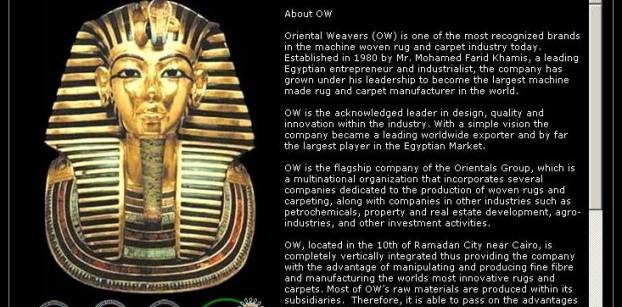 About OW
Oriental Weavers (OW) is one of the most recognized brands
in the machine woven rug and carpet industry today.
Established in 1980 by Mr. Mohamed Farid Khamis, a leading
Egyptian entrepreneur and industrialist, the company has
grown under his leadership to become the largest machine
made rug and carpet manufacturer in the world.
OW is the acknowledged leader in design, quality and
innovation within the industry. With a simple vision the
company became a leading worldwide exporter and by far
the largest player in the Egyptian Market.
OW is the flagship company of the Orientals Group, which is
a multinational organization that incorporates several
companies dedicated to the production of woven rugs and
carpeting, along with companies in other industries such as
petrochemicals, property and real estate development, agro-
industries, and other investment activities.
OW, located in the 10th of Ramadan City near Cairo, is
completely vertically integrated thus providing the company
with the advantage of manipulating and producing fine fibre
and manufacturing the worlds most innovative rugs and
carpets. Most of OW's raw materials are produced within its
subsidiaries. Therefore, it is able to pass on the advantages